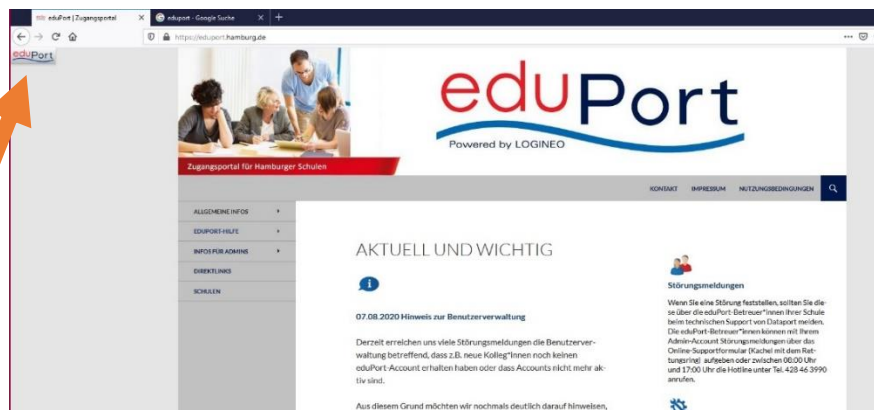 eduPort | Zugangsportal
eduport - Google Suche
https://eduport.hamburg.de
eduPort
eduPort
Powered by LOGINEO
Zugangsportal für Hamburger Schulen
KONTAKT IMPRESSUM NUTZUNGSBEDINGUNGEN
ALLGEMEINE INFOS
EDUPORT-HILFE
INFOS FÜR ADMINS
DIREKTLINKS
SCHULEN
AKTUELL UND WICHTIG
07.08.2020 Hinweis zur Benutzerverwaltung
Derzeit erreichen uns viele Störungsmeldungen die Benutzerver-
waltung betreffend, dass z.B. neue Kolleg*innen noch keinen
eduPort-Account erhalten haben oder dass Accounts nicht mehr ak-
tiv sind.
Aus diesem Grund möchten wir nochmals deutlich darauf hinweisen,
Störungsmeldungen
Wenn Sie eine Störung feststellen, sollten Sie die-
se über die eduPort-Betreuer*innen Ihrer Schule
beim technischen Support von Dataport melden.
Die eduPort-Betreuer*innen können mit Ihrem
Admin-Account Störungsmeldungen über das
Online-Supportformular (Kachel mit dem Ret-
tungsring) aufgeben oder zwischen 08:00 Uhr
und 17:00 Uhr die Hotline unter Tel. 428 46 3990
anrufen.